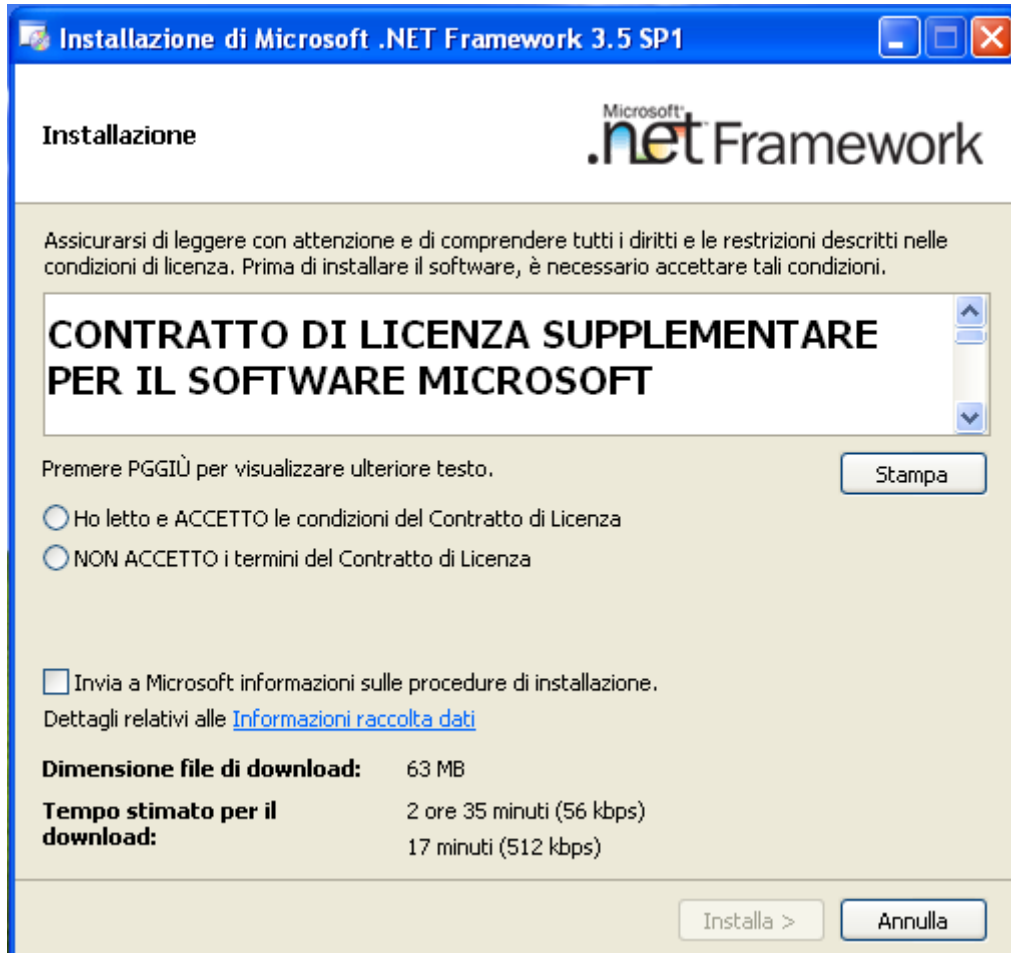 Installazione di Microsoft .NET Framework 3.5 SP1
Installazione
Microsoft
.net Framework
Assicurarsi di leggere con attenzione e di comprendere tutti i diritti e le restrizioni descritti nelle
condizioni di licenza. Prima di installare il software, è necessario accettare tali condizioni.
CONTRATTO DI LICENZA SUPPLEMENTARE
PER IL SOFTWARE MICROSOFT
Premere PGGIÙ per visualizzare ulteriore testo.
Stampa
Ho letto e ACCETTO le condizioni del Contratto di Licenza
NON ACCETTO i termini del Contratto di Licenza
Invia a Microsoft informazioni sulle procedure di installazione.
Dettagli relativi alle Informazioni raccolta dati
Dimensione file di download: 63 MB
Tempo stimato per il 2 ore 35 minuti (56 kbps)
download:
17 minuti (512 kbps)
Installa >
Annulla